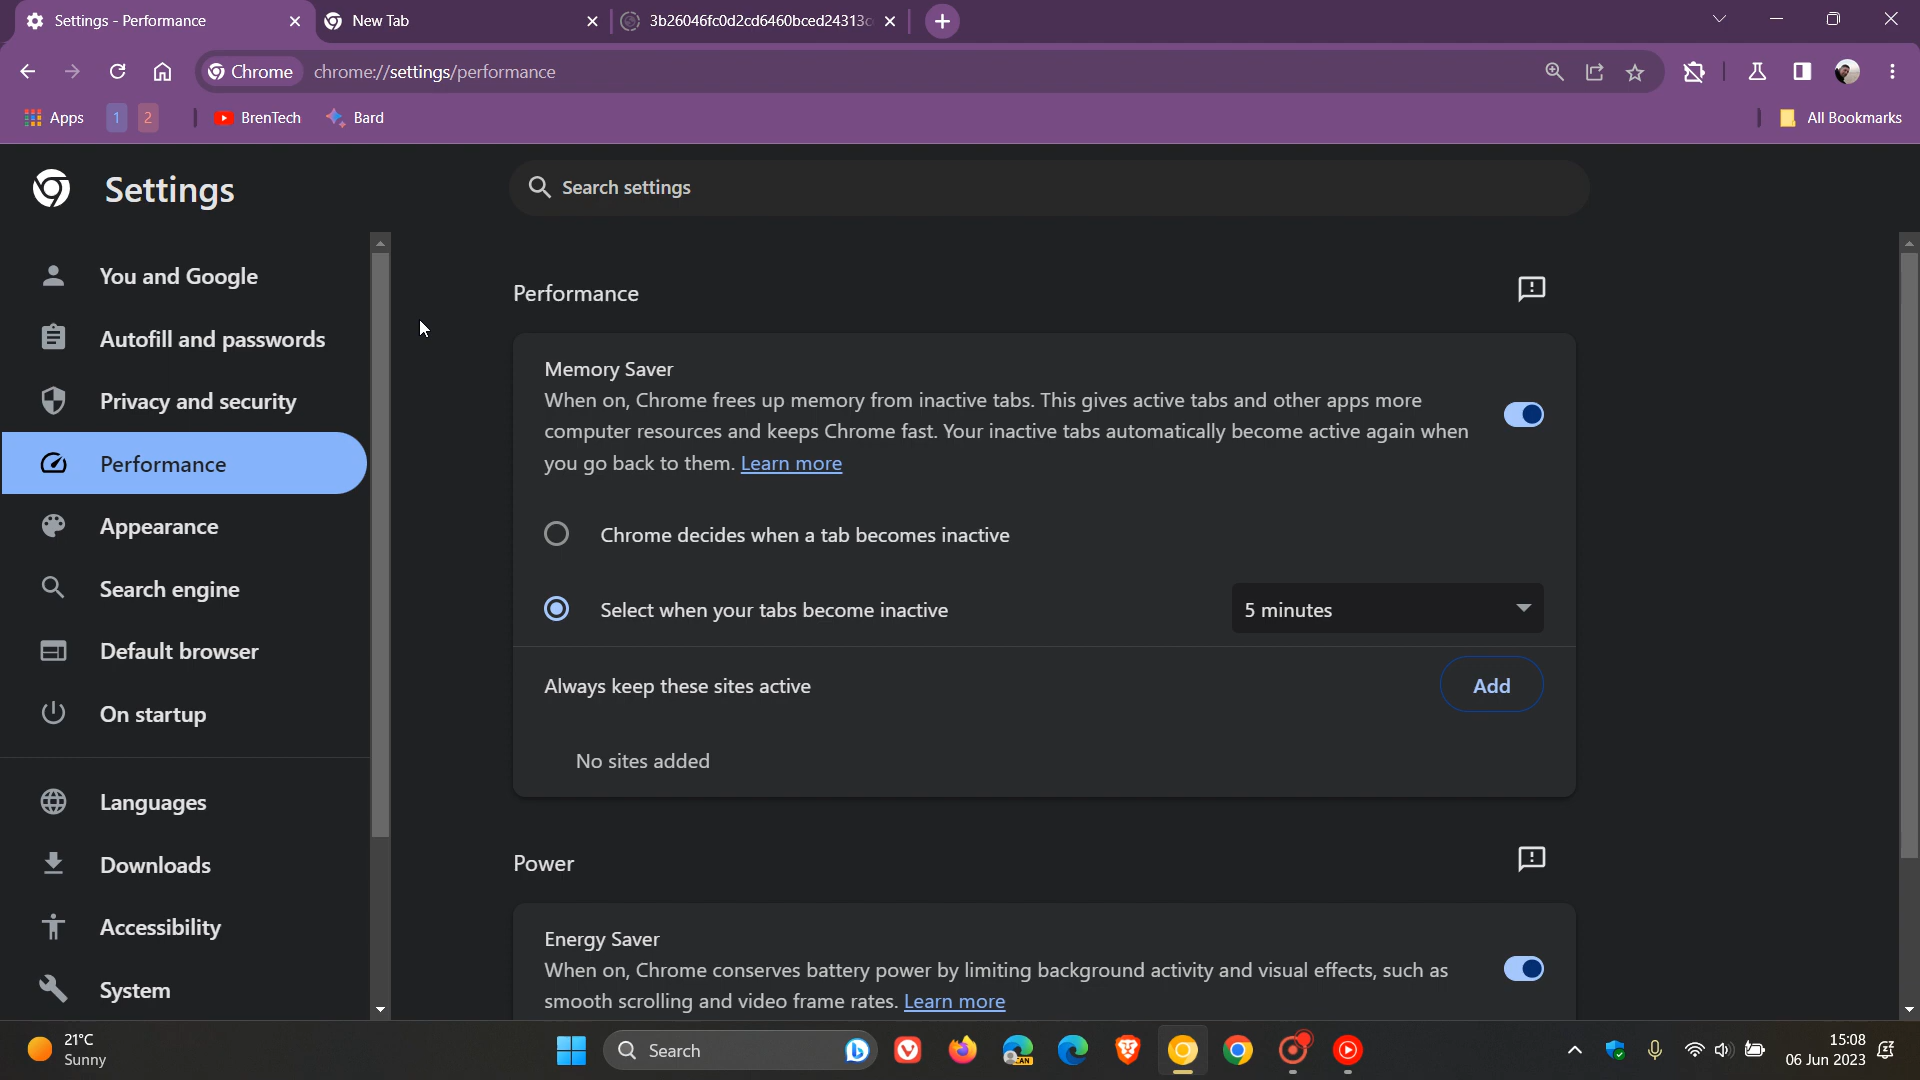 Settings - Performance
New Tab
3b26046fc0d2cd6460bced24313c
Chrome
chrome://settings/performance
Apps
1
2
BrenTech
Bard
All Bookmarks
Settings
Search settings
You and Google
Autofill and passwords
Privacy and security
Performance
Appearance
Search engine
Default browser
On startup
Languages
Downloads
Accessibility
System
Performance
Memory Saver
When on, Chrome frees up memory from inactive tabs. This gives active tabs and other apps more
computer resources and keeps Chrome fast. Your inactive tabs automatically become active again when
you go back to them. Learn more
Chrome decides when a tab becomes inactive
Select when your tabs become inactive
5 minutes
Always keep these sites active
Add
No sites added
Power
Energy Saver
When on, Chrome conserves battery power by limiting background activity and visual effects, such as
smooth scrolling and video frame rates. Learn more
21°C
Sunny
Search
CAN
15:08
06 Jun 2023